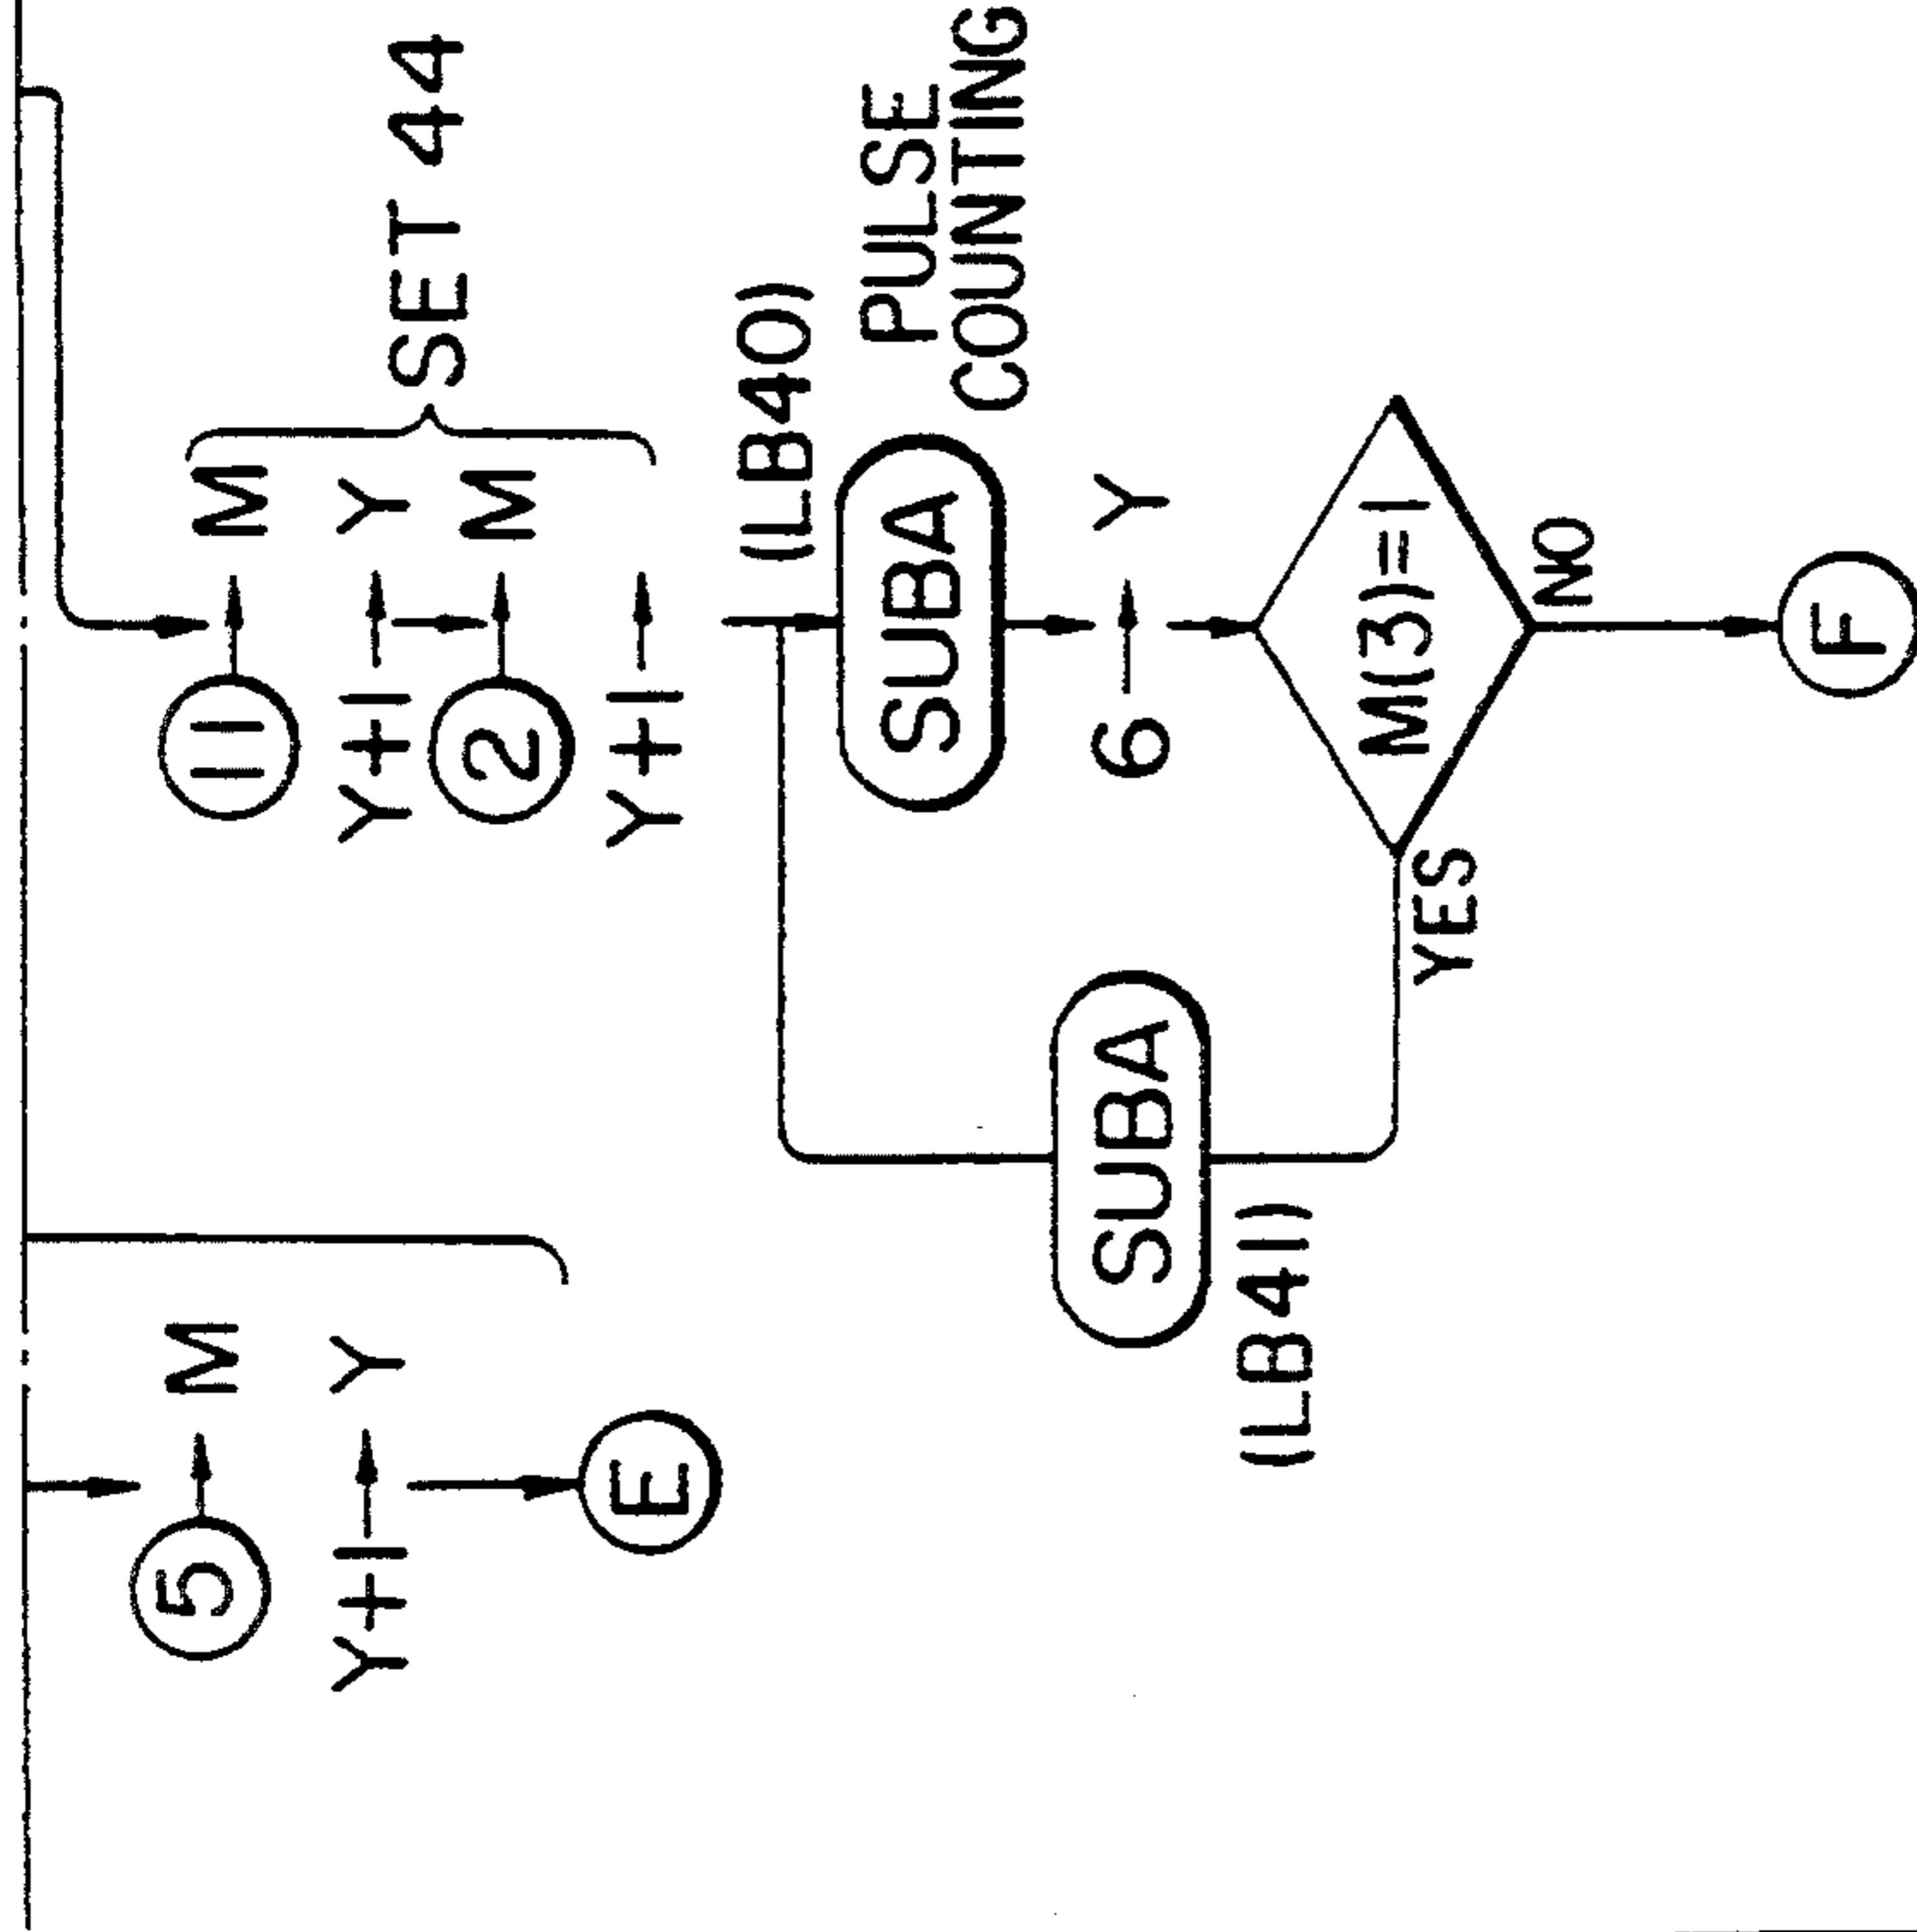 5 → M
Y+1 → Y
E
11 → M
Y+1 → Y
2 → M
Y+1 →
SET 44
(LB40)
SUBA
PULSE
COUNTING
6 → Y
M(3)=1
YES
NO
SUBA
(LB41)
F